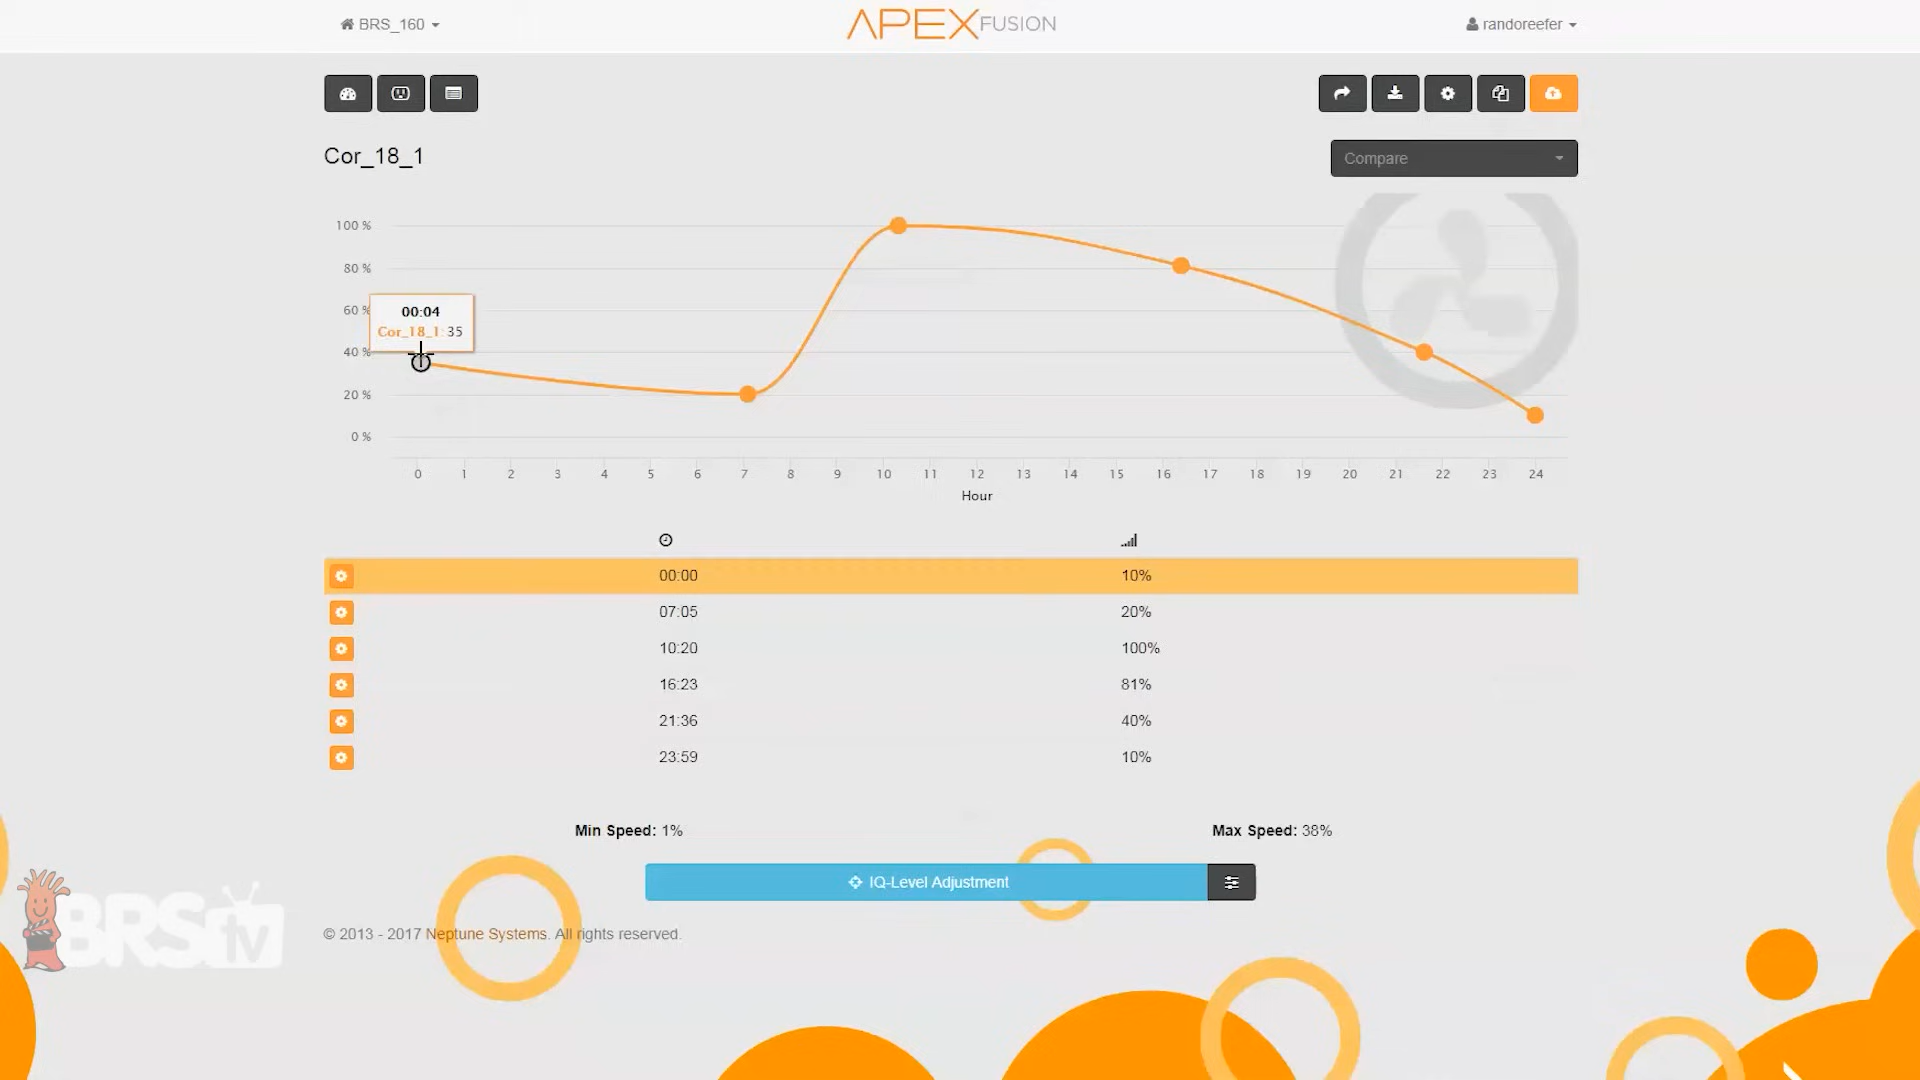 BRS_160
APEX FUSION
randoreefer
Cor_18_1
Compare
100 %
80 %
60 %
40 %
20 %
0 %
00:04
Cor_18_1: 35
0 1 2 3 4 5 6 7 8 9 10 11 12 13 14 15 16 17 18 19 20 21 22 23 24
Hour
00:00 10%
07:05 20%
10:20 100%
16:23 81%
21:36 40%
23:59 10%
Min Speed: 1% Max Speed: 38%
IQ-Level Adjustment
© 2013 - 2017 Neptune Systems. All rights reserved.
BRStv